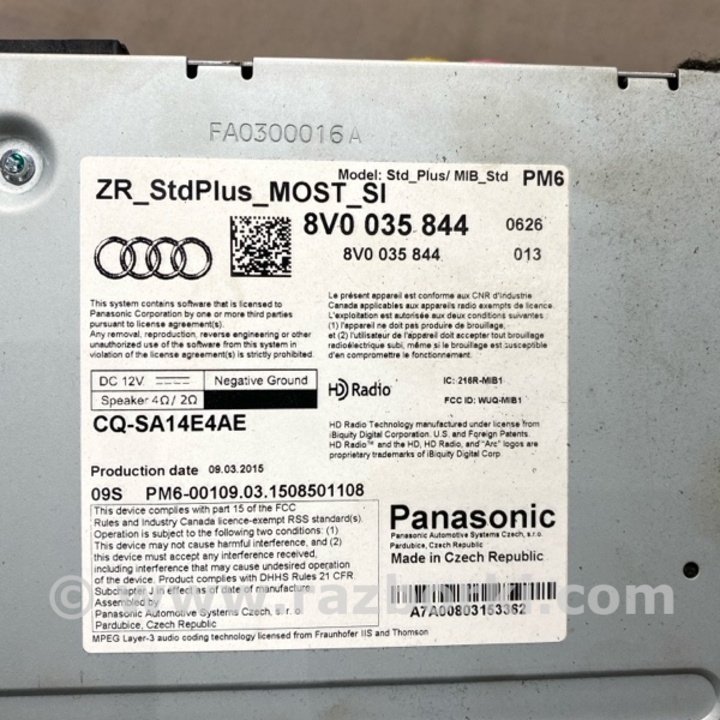 FA0300016A
Model: Std_Plus/ MIB_Std PM6
ZR_StdPlus_MOST_SI
8V0 035 844 0626
8V0 035 844 013
This system contains software that is licensed to
Panasonic Corporation by one or more third parties
pursuant to license agreement(s).
Any removal, reproduction, reverse engineering or other
unauthorized use of the software from this system in
violation of the license agreement(s) is strictly prohibited.
Le présent appareil est conforme aux CNR d'Industrie
Canada applicables aux appareils radio exempts de licence.
L'exploitation est autorisée aux deux conditions suivantes:
(1) l'appareil ne doit pas produire de brouillage,
et (2) l'utilisateur de l'appareil doit accepter tout brouillage
radioélectrique subi, même si le brouillage est susceptible
d'en compromettre le fonctionnement.
DC 12V Negative Ground
Speaker 4Ω / 2Ω
CQ-SA14E4AE
HD Radio
IC: 216R-MIB1
FCC ID: WUQ-MIB1
HD Radio Technology manufactured under license from
iBiquity Digital Corporation. U.S. and Foreign Patents.
HD Radio™ and the HD, HD Radio, and "Arc" logos are
proprietary trademarks of iBiquity Digital Corp.
Production date 09.03.2015
09S PM6-00109.03.1508501108
This device complies with part 15 of the FCC
Rules and Industry Canada licence-exempt RSS standard(s).
Operation is subject to the following two conditions: (1)
This device may not cause harmful interference, and (2)
this device must accept any interference received,
including interference that may cause undesired operation
of the device. Product complies with DHHS Rules 21 CFR
Subchapter J in effect as of date of manufacture.
Assembled by
Panasonic Automotive Systems Czech, s.r.o.
Pardubice, Czech Republic
MPEG Layer-3 audio coding technology licensed from Fraunhofer IIS and Thomson
Panasonic
Panasonic Automotive Systems Czech, s.r.o.
Pardubice, Czech Republic
Made in Czech Republic
A7A00803153362
© www.razborki.com